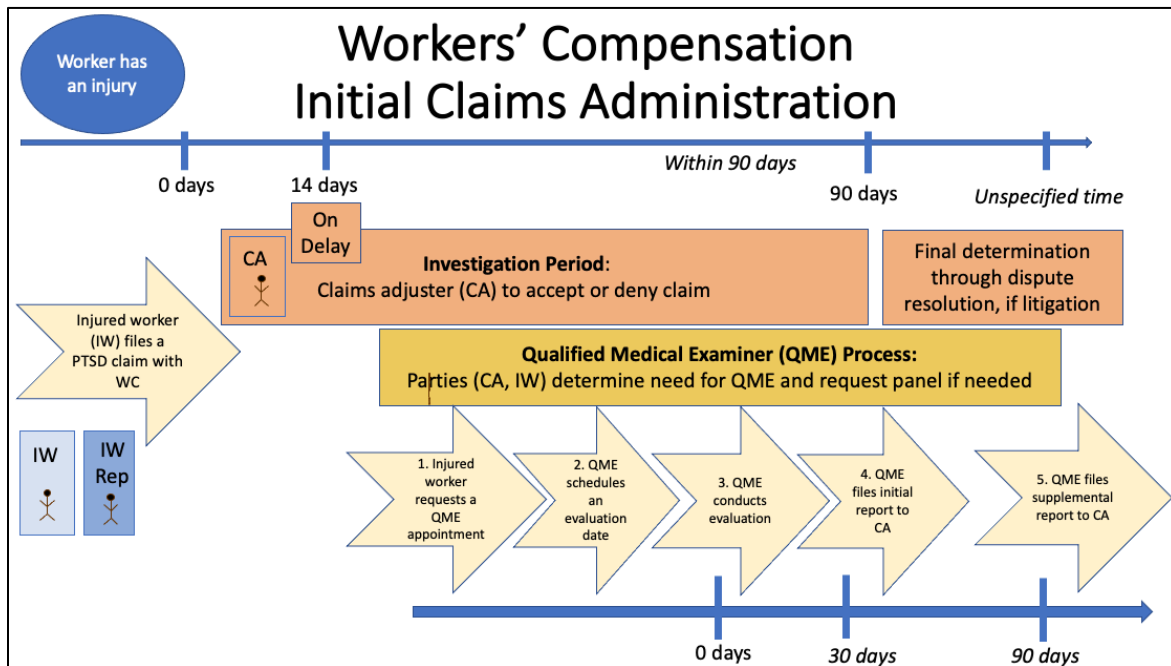 Worker has
an injury
Workers’ Compensation
Initial Claims Administration
0 days
14 days
Within 90 days
90 days
Unspecified time
On
Delay
CA
Investigation Period:
Claims adjuster (CA) to accept or deny claim
Final determination
through dispute
resolution, if litigation
Injured worker
(IW) files a
PTSD claim with
WC
IW
IW
Rep
Qualified Medical Examiner (QME) Process:
Parties (CA, IW) determine need for QME and request panel if needed
1. Injured
worker
requests a
QME
appointment
2. QME
schedules
an
evaluation
date
3. QME
conducts
evaluation
4. QME
files initial
report to
CA
5. QME files
supplemental
report to CA
0 days
30 days
90 days